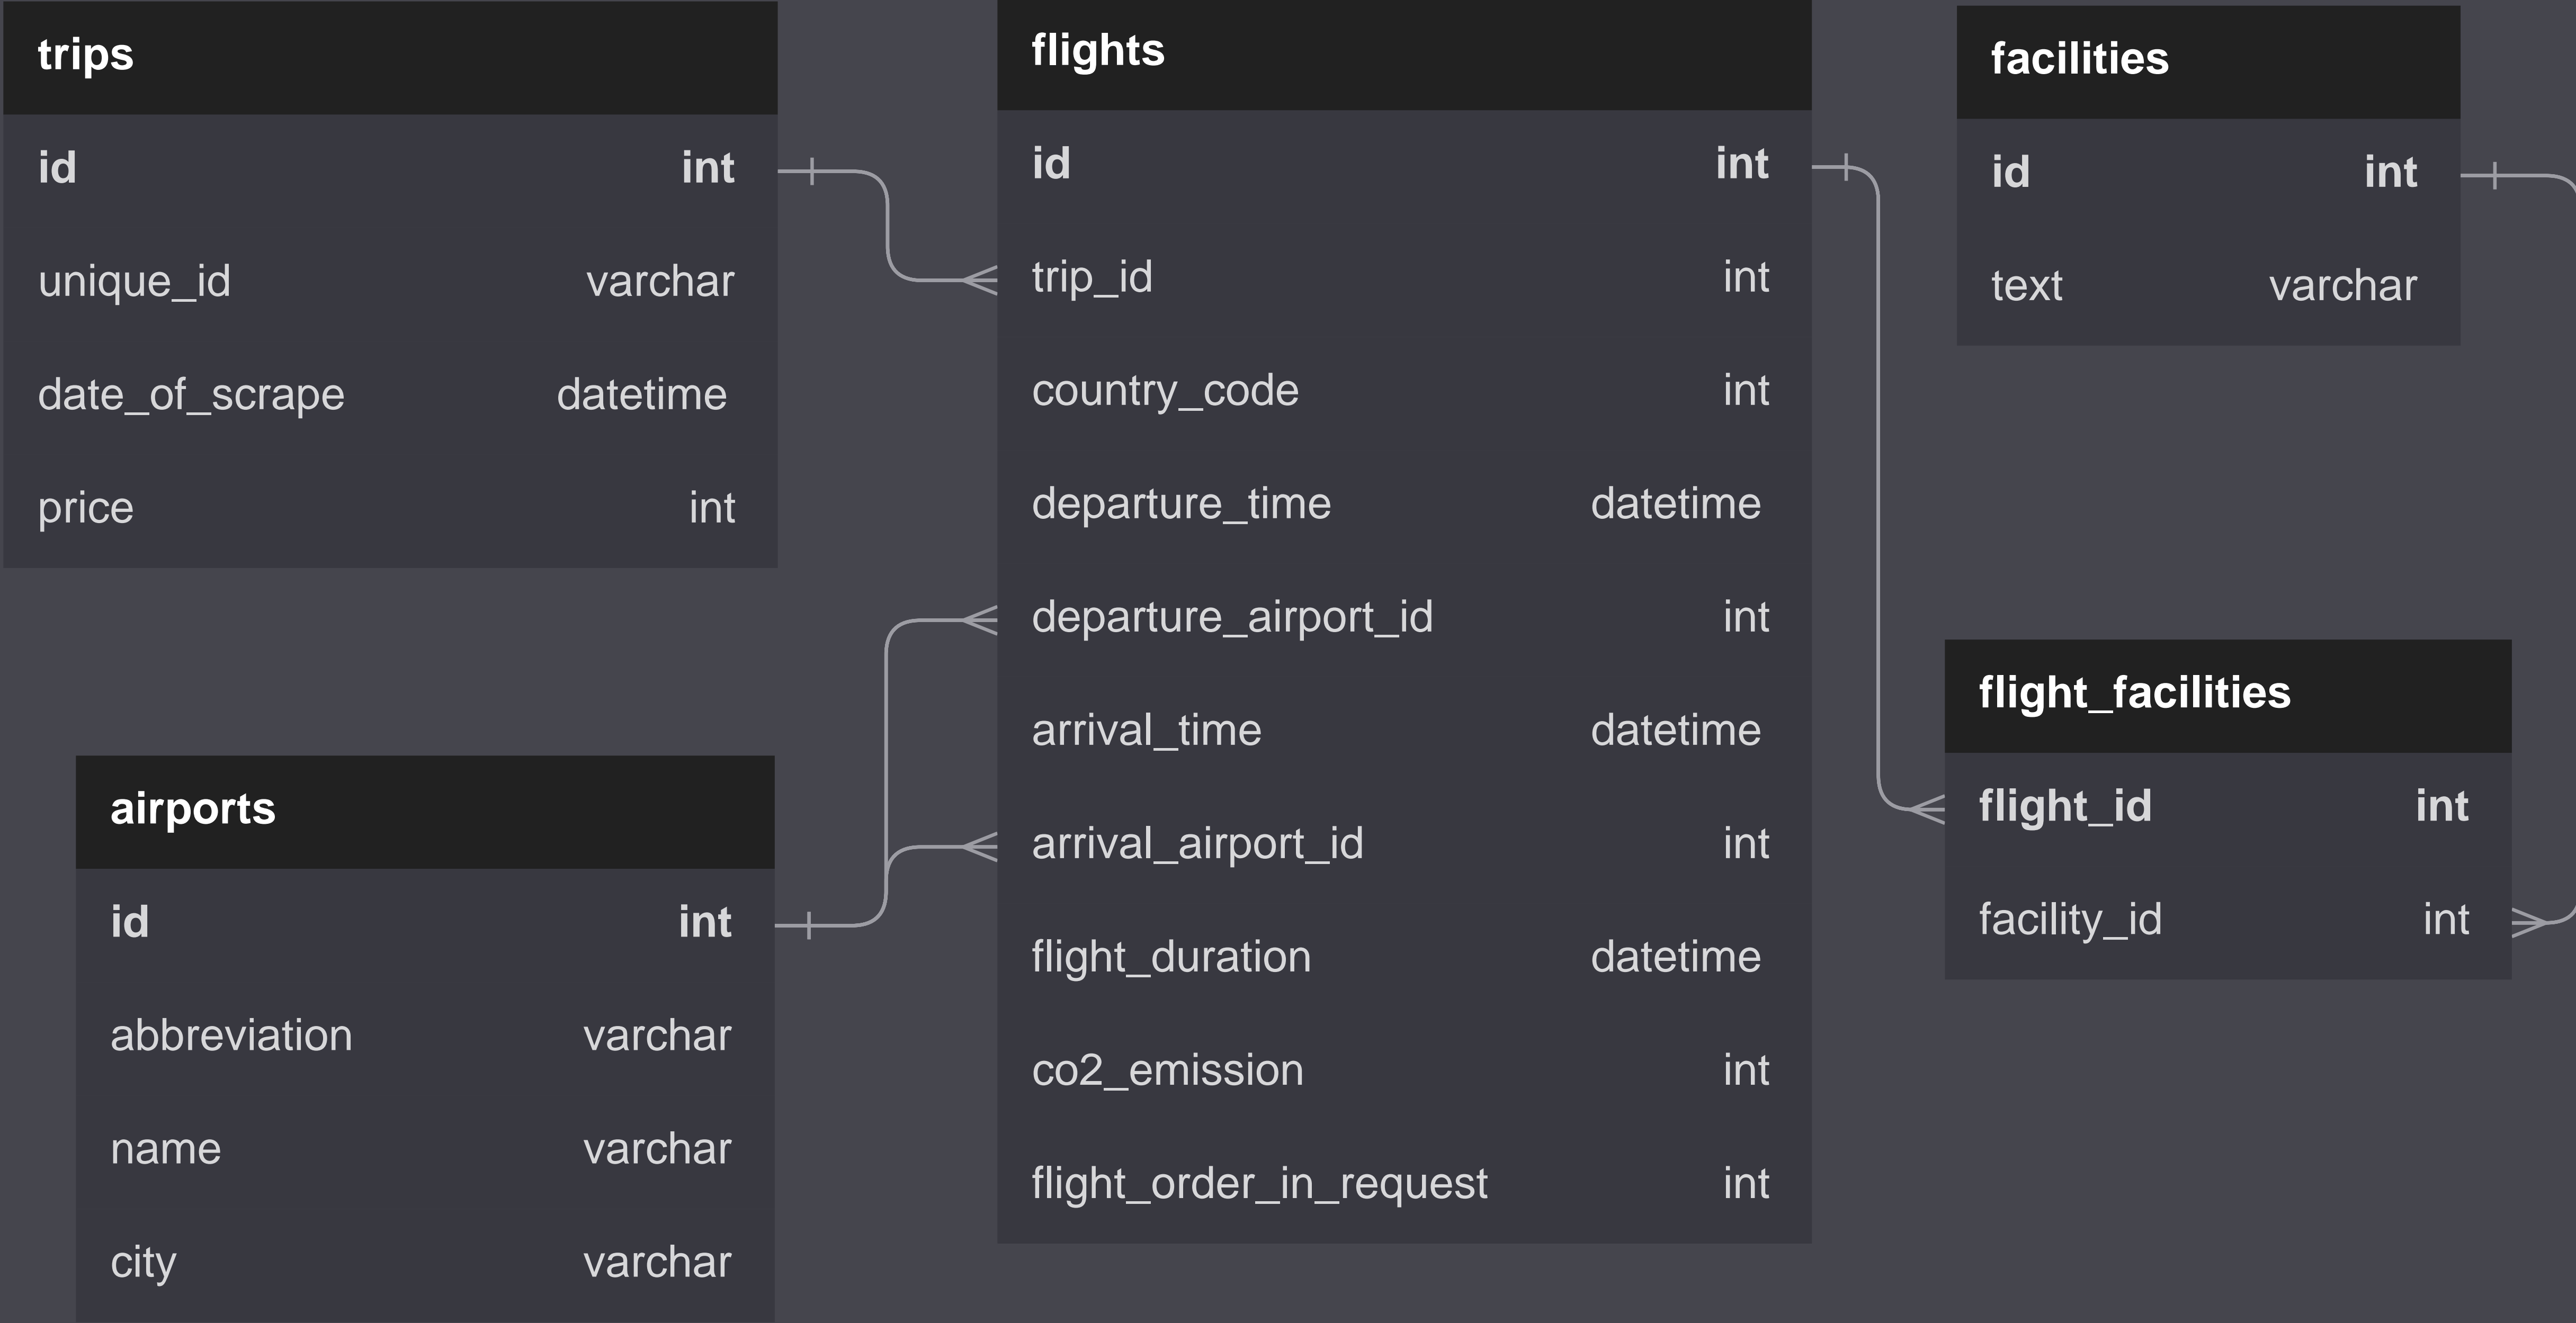 trips
id int
unique_id varchar
date_of_scrape datetime
price int
airports
id int
abbreviation varchar
name varchar
city varchar
flights
id int
trip_id int
country_code int
departure_time datetime
departure_airport_id int
arrival_time datetime
arrival_airport_id int
flight_duration datetime
co2_emission int
flight_order_in_request int
facilities
id int
text varchar
flight_facilities
flight_id int
facility_id int